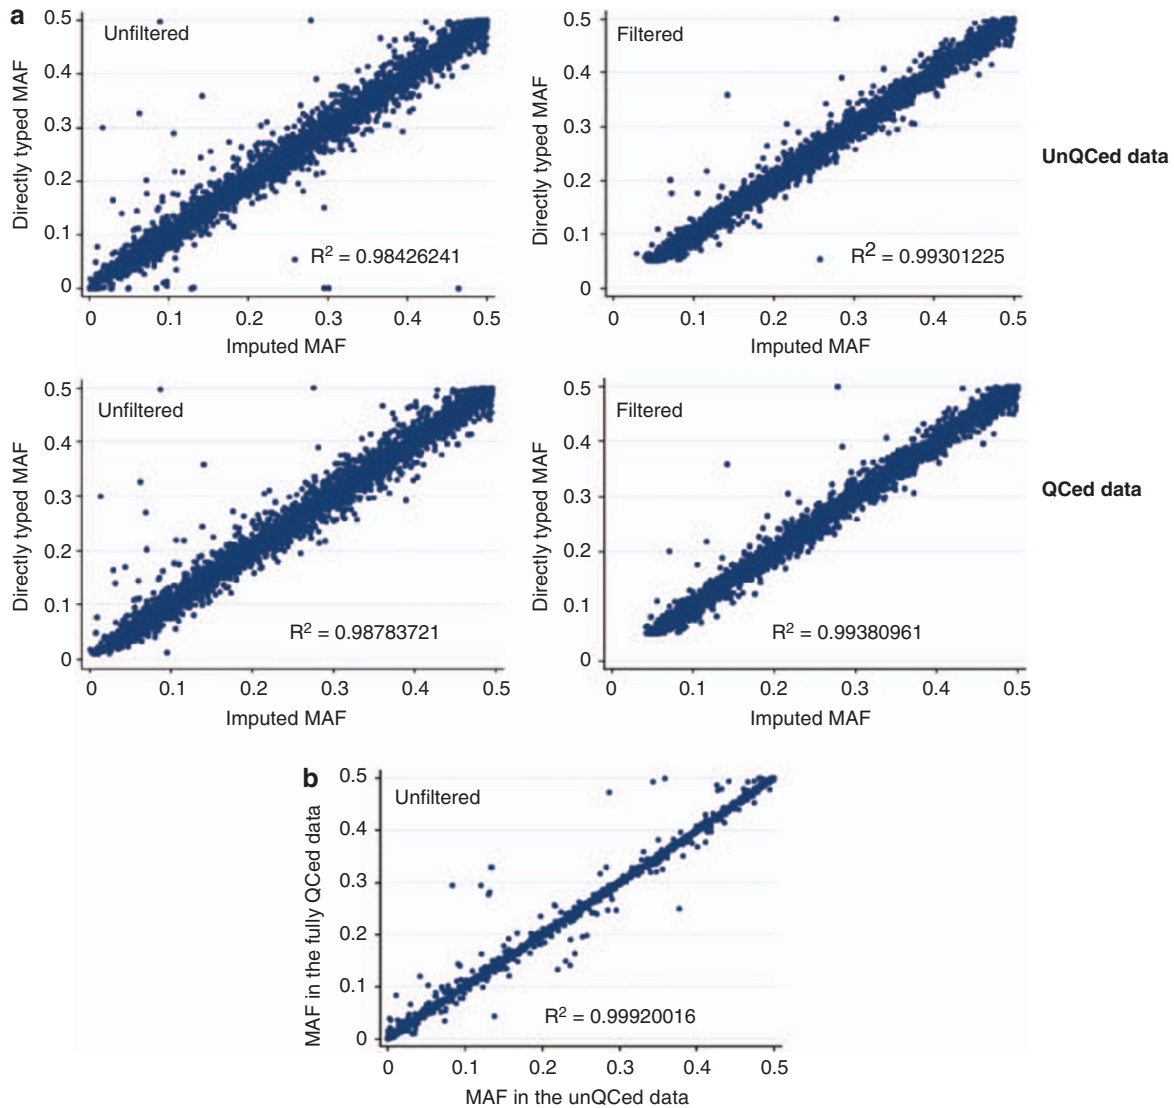 a
Unfiltered
Directly typed MAF
0.5
0.4
0.3
0.2
0.1
0
R2 = 0.98426241
0 0.1 0.2 0.3 0.4 0.5
Imputed MAF
Filtered
Directly typed MAF
0.5
0.4
0.3
0.2
0.1
0
R2 = 0.99301225
0 0.1 0.2 0.3 0.4 0.5
Imputed MAF
UnQCed data
Unfiltered
Directly typed MAF
0.5
0.4
0.3
0.2
0.1
0
R2 = 0.98783721
0 0.1 0.2 0.3 0.4 0.5
Imputed MAF
Filtered
Directly typed MAF
0.5
0.4
0.3
0.2
0.1
0
R2 = 0.99380961
0 0.1 0.2 0.3 0.4 0.5
Imputed MAF
QCed data
b
Unfiltered
MAF in the fully QCed data
0.5
0.4
0.3
0.2
0.1
0
R2 = 0.99920016
0 0.1 0.2 0.3 0.4 0.5
MAF in the unQCed data